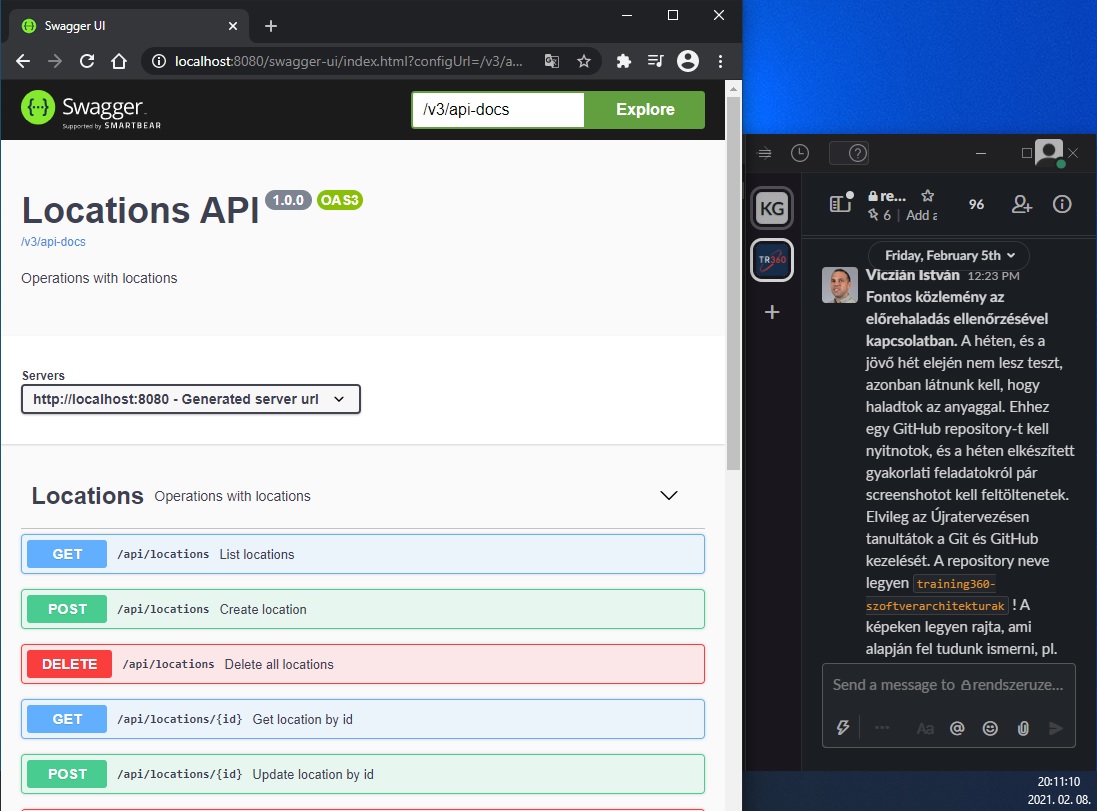 Swagger UI
localhost:8080/swagger-ui/index.html?configUrl=/v3/a...
Swagger
Supported by SMARTBEAR
/v3/api-docs
Explore
Locations API 1.0.0 OAS3
/v3/api-docs
Operations with locations
Servers
http://localhost:8080 - Generated server url
Locations Operations with locations
GET /api/locations List locations
POST /api/locations Create location
DELETE /api/locations Delete all locations
GET /api/locations/{id} Get location by id
POST /api/locations/{id} Update location by id
KG
TR360
re...
96
6 | Add a
Friday, February 5th
Viczián István 12:23 PM
Fontos közlemény az
előrehaladás ellenőrzésével
kapcsolatban. A héten, és a
jövő hét elején nem lesz teszt,
azonban látnunk kell, hogy
haladtok az anyaggal. Ehhez
egy GitHub repository-t kell
nyitnotok, és a héten elkészített
gyakorlati feladatokról pár
screenshotot kell feltöltenetek.
Elvileg az Újratervezésen
tanultátok a Git és GitHub
kezelését. A repository neve
legyen training360-
szoftverarchitekturak ! A
képeken legyen rajta, ami
alapján fel tudunk ismerni, pl.
Send a message to rendszeruze...
Aa @
20:11:10
2021. 02. 08.